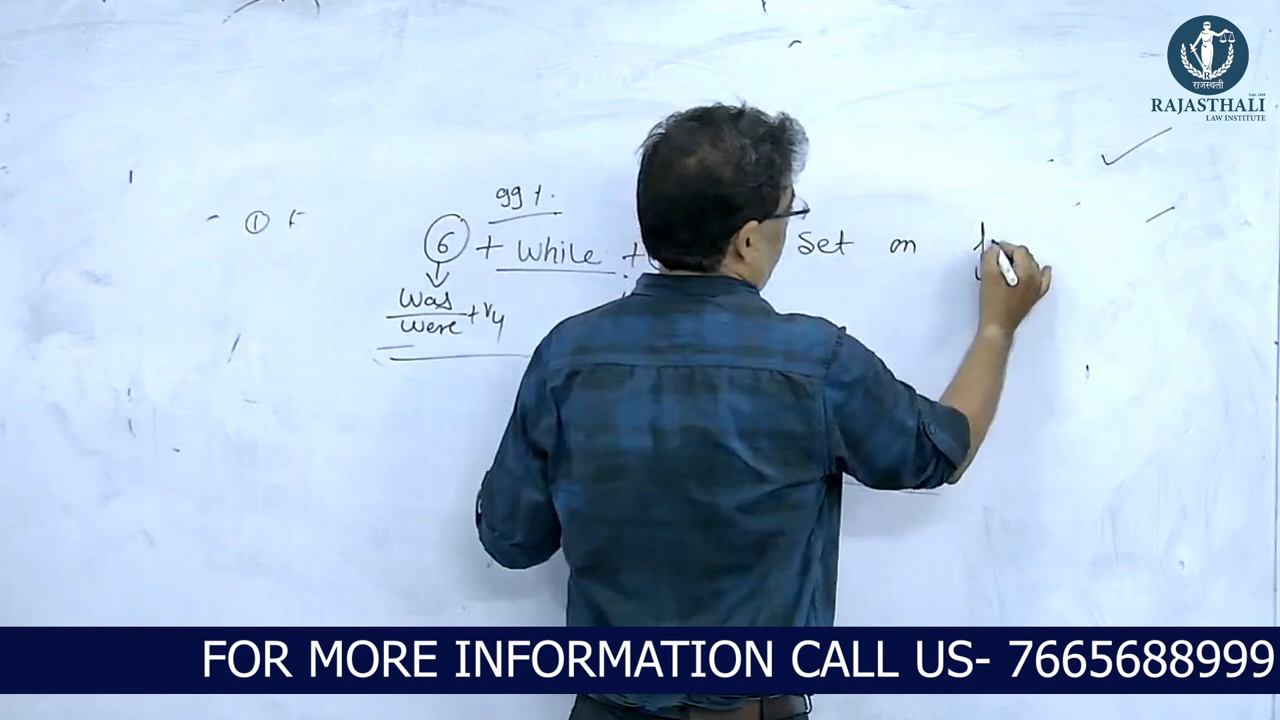 राजस्थली
RAJASTHALI
LAW INSTITUTE
99 %.
① F
6 + while +
Set on
was
were + V4
FOR MORE INFORMATION CALL US- 7665688999